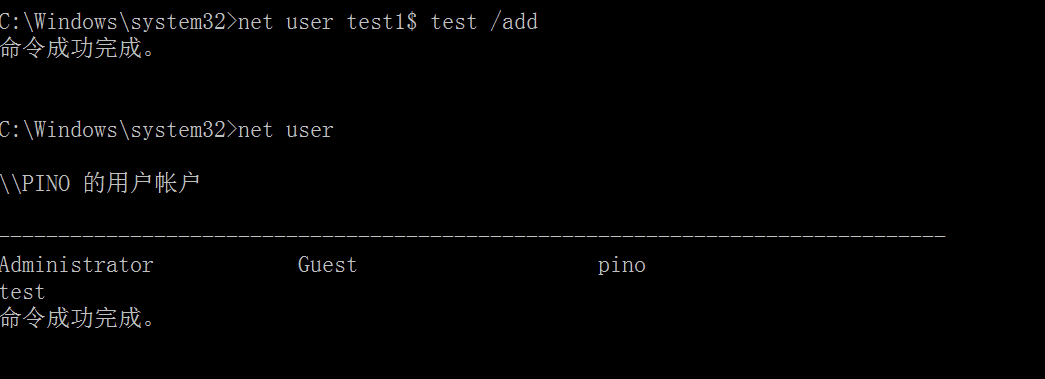 C:\Windows\system32>net user test1$ test /add
命令成功完成。
C:\Windows\system32>net user
\\PINO 的用户帐户
-------------------------------------------------------------------------------
Administrator            Guest                    pino
test
命令成功完成。